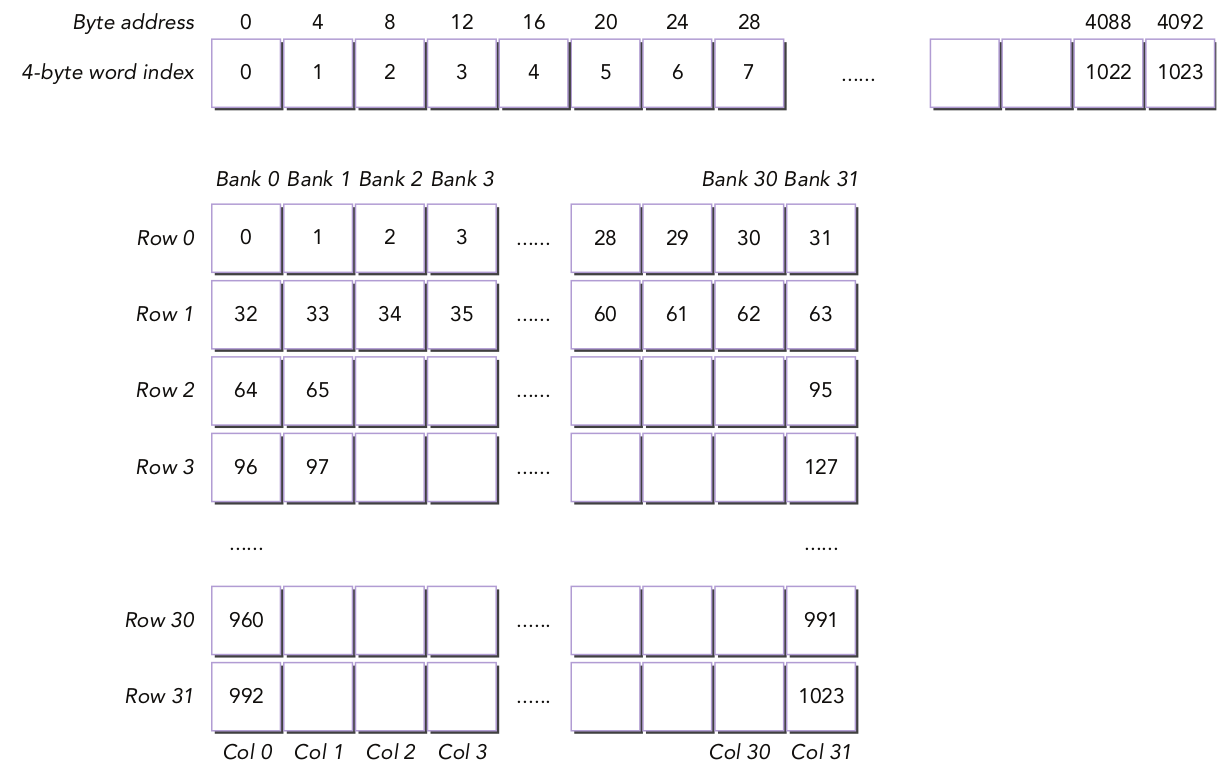 Byte address 0 4 8 12 16 20 24 28 4088 4092
4-byte word index 0 1 2 3 4 5 6 7 ...... 1022 1023
Bank 0 Bank 1 Bank 2 Bank 3 Bank 30 Bank 31
Row 0 0 1 2 3 ...... 28 29 30 31
Row 1 32 33 34 35 ...... 60 61 62 63
Row 2 64 65 ...... 95
Row 3 96 97 ...... 127
...... ......
Row 30 960 ...... 991
Row 31 992 ...... 1023
Col 0 Col 1 Col 2 Col 3 Col 30 Col 31